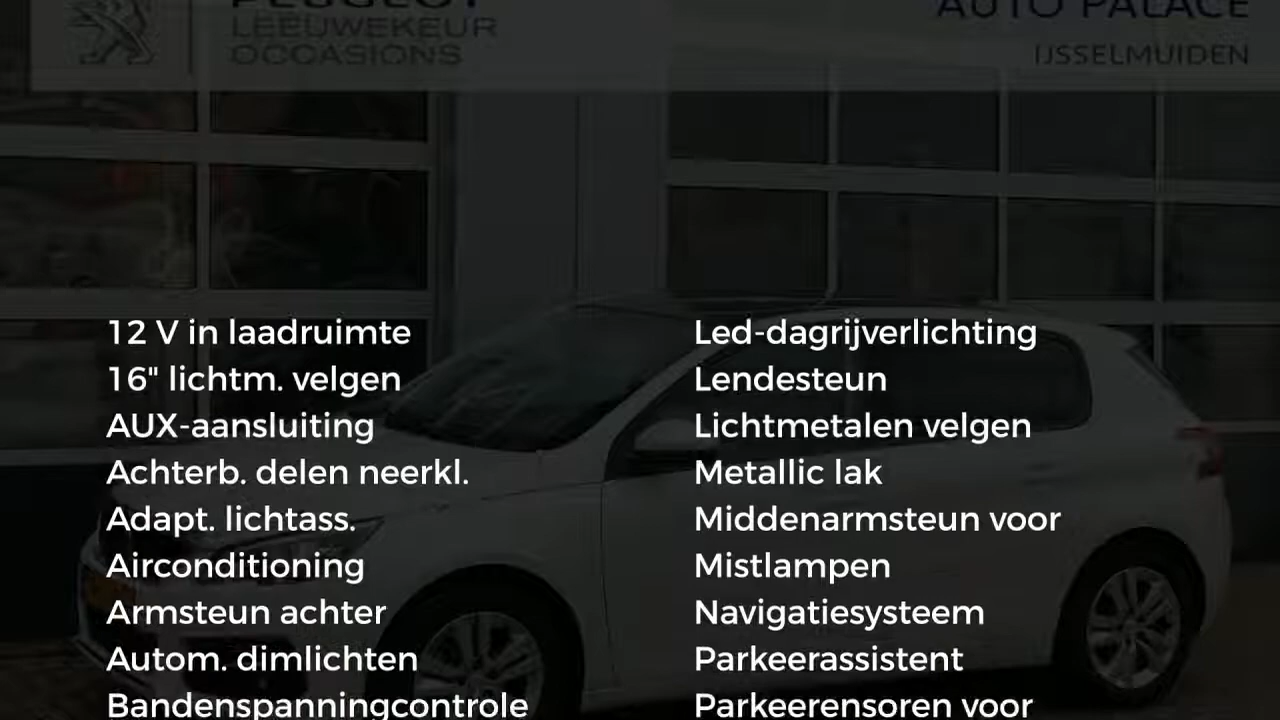 PEUGEOT
LEEUWEKEUR
OCCASIONS
AUTO PALACE
IJSSELMUIDEN
12 V in laadruimte
16" lichtm. velgen
AUX-aansluiting
Achterb. delen neerkl.
Adapt. lichtass.
Airconditioning
Armsteun achter
Autom. dimlichten
Bandenspanningcontrole
Led-dagrijverlichting
Lendesteun
Lichtmetalen velgen
Metallic lak
Middenarmsteun voor
Mistlampen
Navigatiesysteem
Parkeerassistent
Parkeerensoren voor